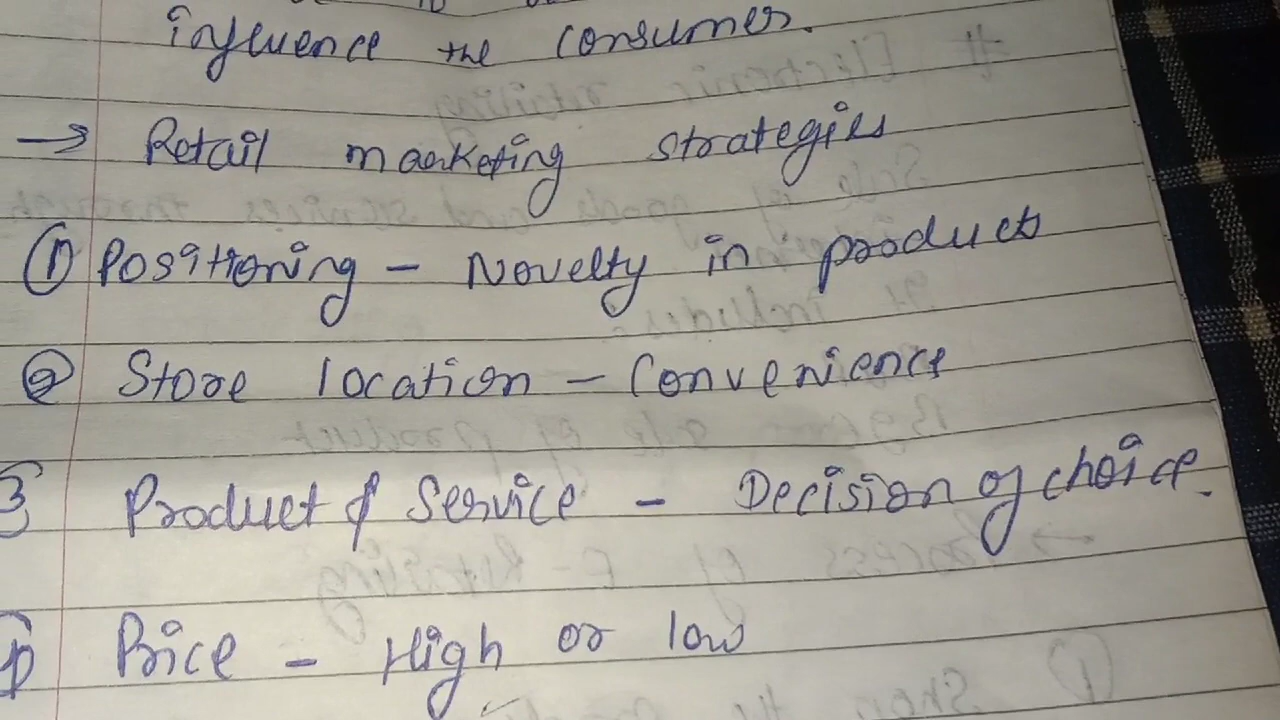 influence the consumer.
→ Retail marketing strategies
① Positioning - Novelty in products
② Store location - Convenience
3 Product & Service - Decision of choice.
Price - High or low